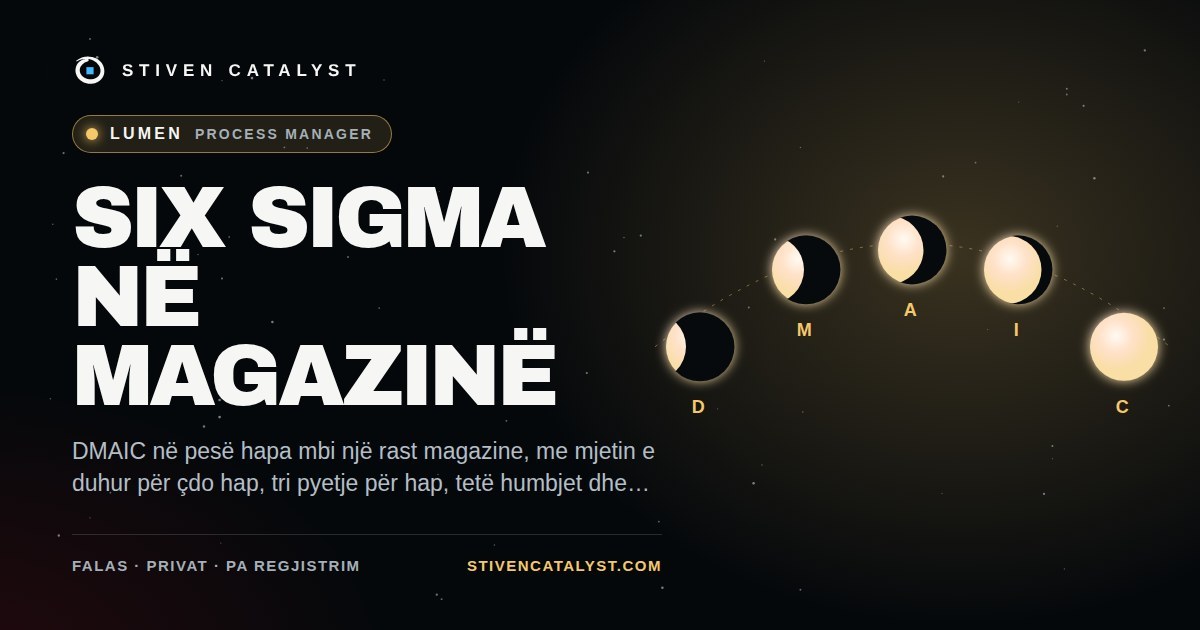 STIVEN CATALYST
LUMEN PROCESS MANAGER
SIX SIGMA
NË
MAGAZINË
DMAIC në pesë hapa mbi një rast magazine, me mjetin e
duhur për çdo hap, tri pyetje për hap, tetë humbjet dhe…
FALAS · PRIVAT · PA REGJISTRIM
STIVENCATALYST.COM
D
M
A
I
C